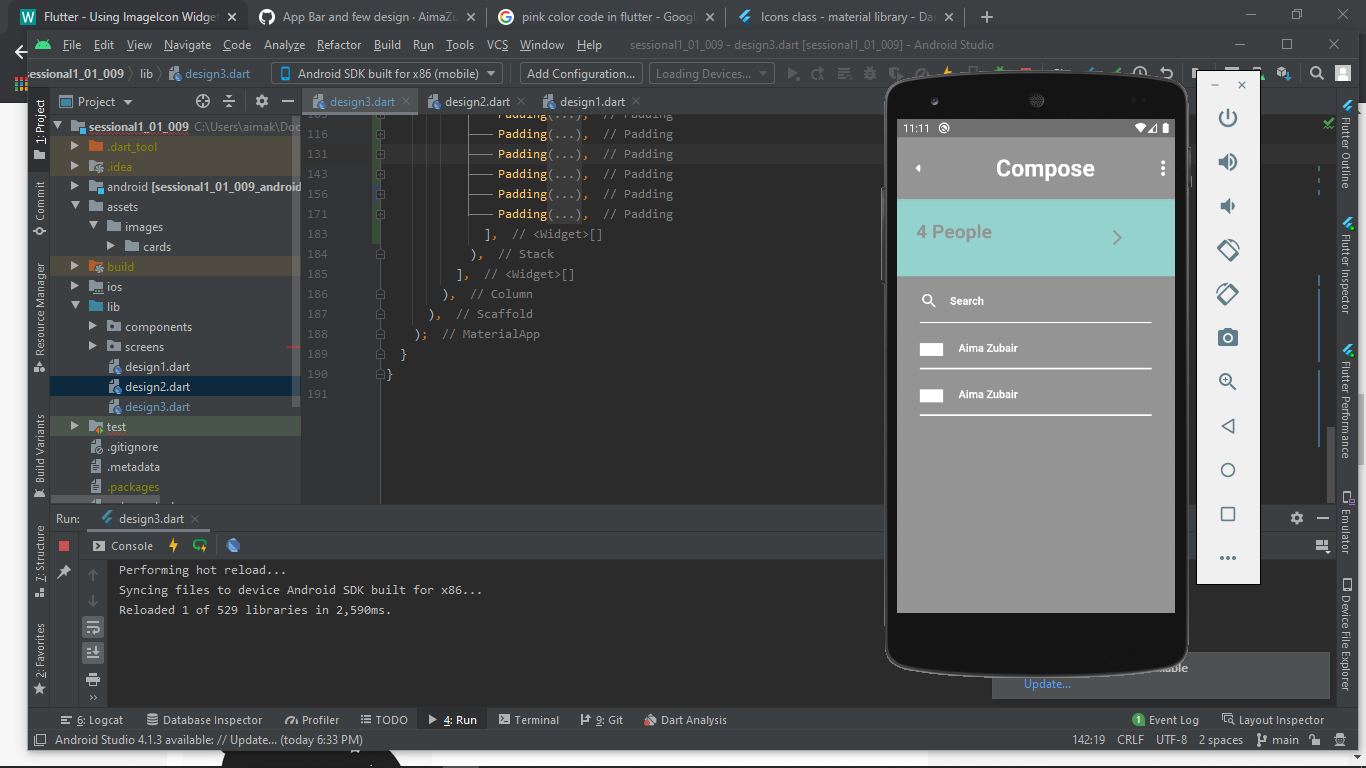 Flutter - Using ImageIcon Widge
App Bar and few design · AimaZu
pink color code in flutter - Googl
Icons class - material library - Da
File Edit View Navigate Code Analyze Refactor Build Run Tools VCS Window Help
sessional1_01_009 - design3.dart [sessional1_01_009] - Android Studio
sessional1_01_009 lib design3.dart
Android SDK built for x86 (mobile)
Add Configuration...
Loading Devices...
Project
design3.dart
design2.dart
design1.dart
sessional1_01_009 C:\Users\aimak\Doc
.dart_tool
.idea
android [sessional1_01_009_android
assets
images
cards
build
ios
lib
components
screens
design1.dart
design2.dart
design3.dart
test
.gitignore
.metadata
.packages
1: Project
Commit
Resource Manager
Build Variants
7: Structure
2: Favorites
Padding(...), // Padding
116 Padding(...), // Padding
131 Padding(...), // Padding
143 Padding(...), // Padding
156 Padding(...), // Padding
171 Padding(...), // Padding
183 ], // <Widget>[]
184 ), // Stack
185 ], // <Widget>[]
186 ), // Column
187 ), // Scaffold
188 ); // MaterialApp
189 }
190 }
191
11:11
Compose
4 People
Search
Aima Zubair
Aima Zubair
Flutter Outline
Flutter Inspector
Flutter Performance
Emulator
Device File Explorer
Run: design3.dart
Console
Performing hot reload...
Syncing files to device Android SDK built for x86...
Reloaded 1 of 529 libraries in 2,590ms.
Update...
6: Logcat Database Inspector Profiler TODO 4: Run Terminal 9: Git Dart Analysis
1 Event Log Layout Inspector
Android Studio 4.1.3 available: // Update... (today 6:33 PM)
142:19 CRLF UTF-8 2 spaces main